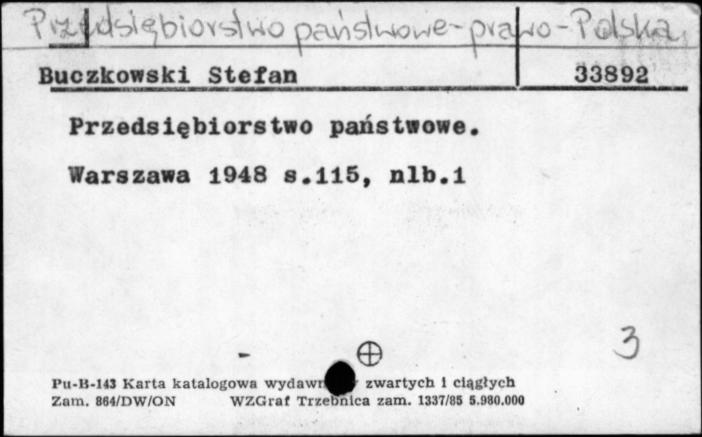 Przedsiębiorstwo państwowe - prawo - Polska
Buczkowski Stefan 33892
Przedsiębiorstwo państwowe.
Warszawa 1948 s.115, nlb.1
3
Pu-B-143 Karta katalogowa zwartych i ciągłych
Zam. 864/DW/ON WZGraf Trzebnica zam. 1337/85 5.980.000